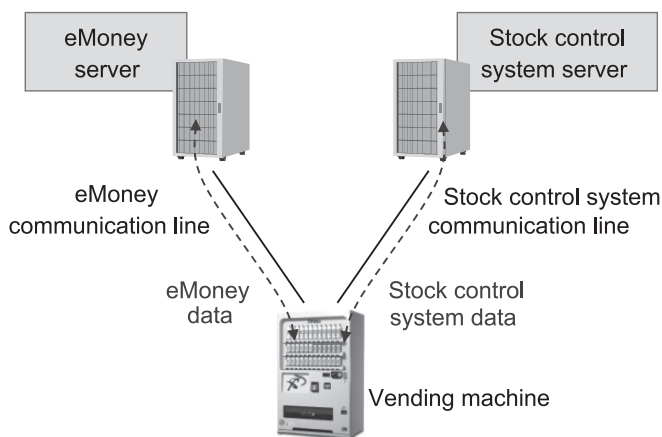 eMoney
server
Stock control
system server
eMoney
communication line
Stock control system
communication line
eMoney
data
Stock control
system data
Vending machine